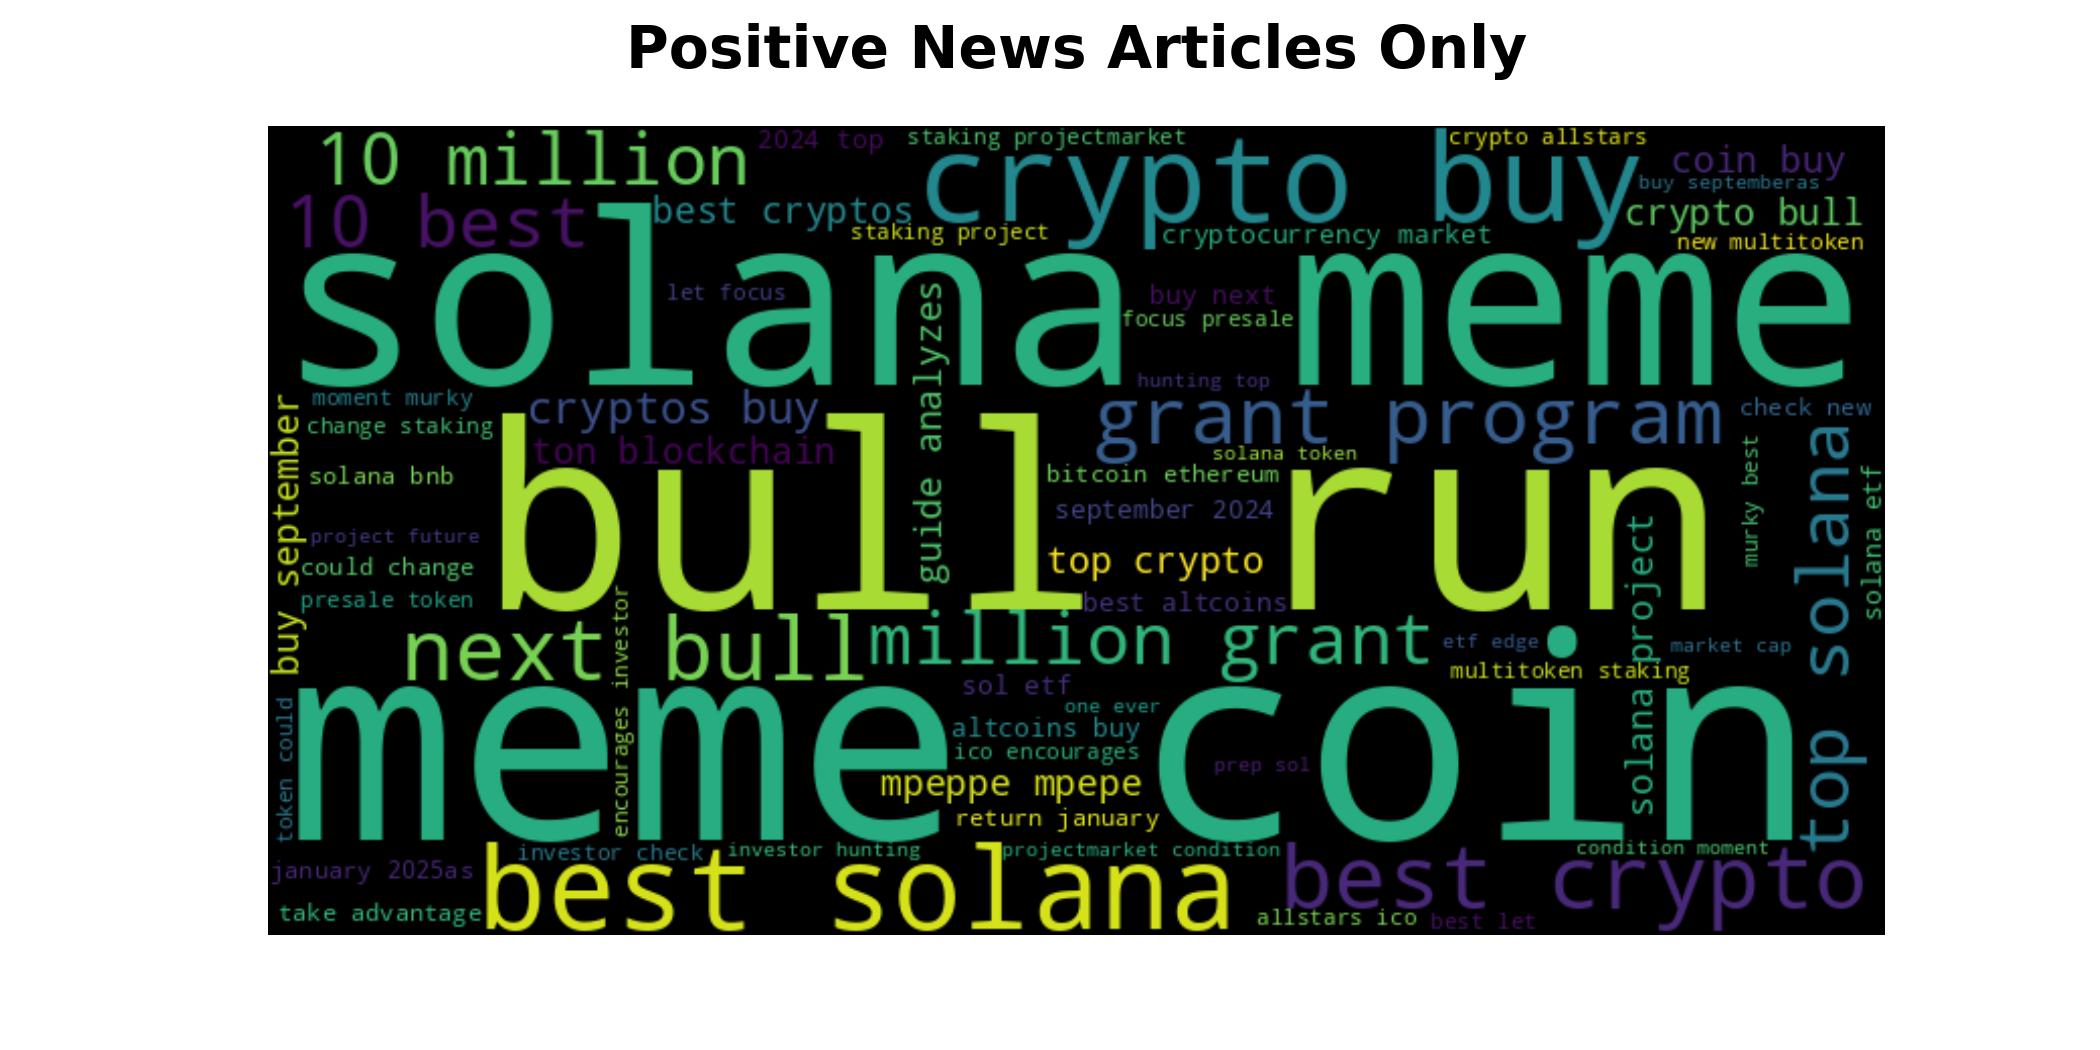 Positive News Articles Only
10 million
2024 top
staking projectmarket
crypto buy
crypto allstars
coin buy
buy septemberas
10 best
best cryptos
crypto bull
staking project
cryptocurrency market
new multitoken
solana meme
let focus
buy next
focus presale
guide analyzes
hunting top
moment murky
cryptos buy
grant program
check new
change staking
buy september
ton blockchain
solana token
solana bnb
bull run
bitcoin ethereum
murky best
top solana
solana etf
september 2024
project future
could change
top crypto
presale token
best altcoins
solana project
encourages investor
next bull
million grant
etf edge
market cap
multitoken staking
sol etf
meme coin
token could
one ever
altcoins buy
ico encourages
prep sol
mpeppe mpepe
return january
investor check
investor hunting
projectmarket condition
condition moment
january 2025as
best solana
best crypto
take advantage
allstars ico
best let